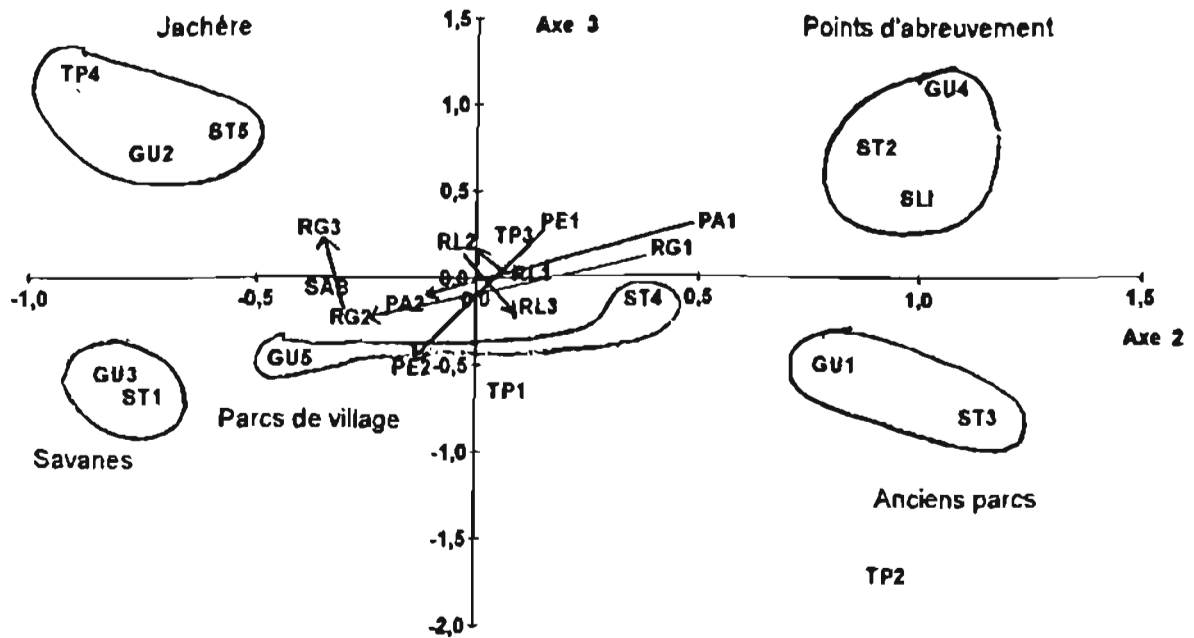 1,5
Jachère
Axe 3
Points d'abreuvement
TP4
1,0
GU4
ST5
GU2
ST2
0,5
SLI
RG3
RL2
TP3
PE1
PA1
RG1
-1,0
-0,5
0,0
RL1
0,5
1,0
1,5
SAB
PA2
0,0
RG2
RL3
ST4
Axe 2
GU5
PE2
-0,5
GU1
GU3
ST1
TP1
Parcs de village
ST3
Savanes
-1,0
Anciens parcs
-1,5
TP2
-2,0